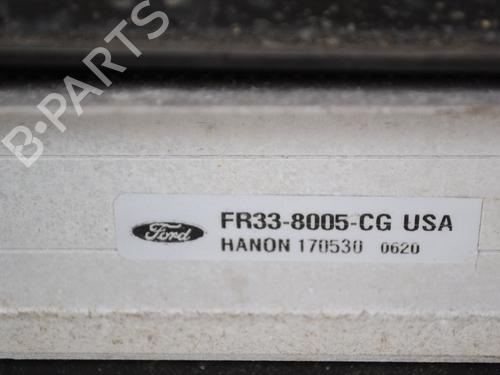 B-PARTS
Ford
FR33-8005-CG USA
HANON 170530 0620